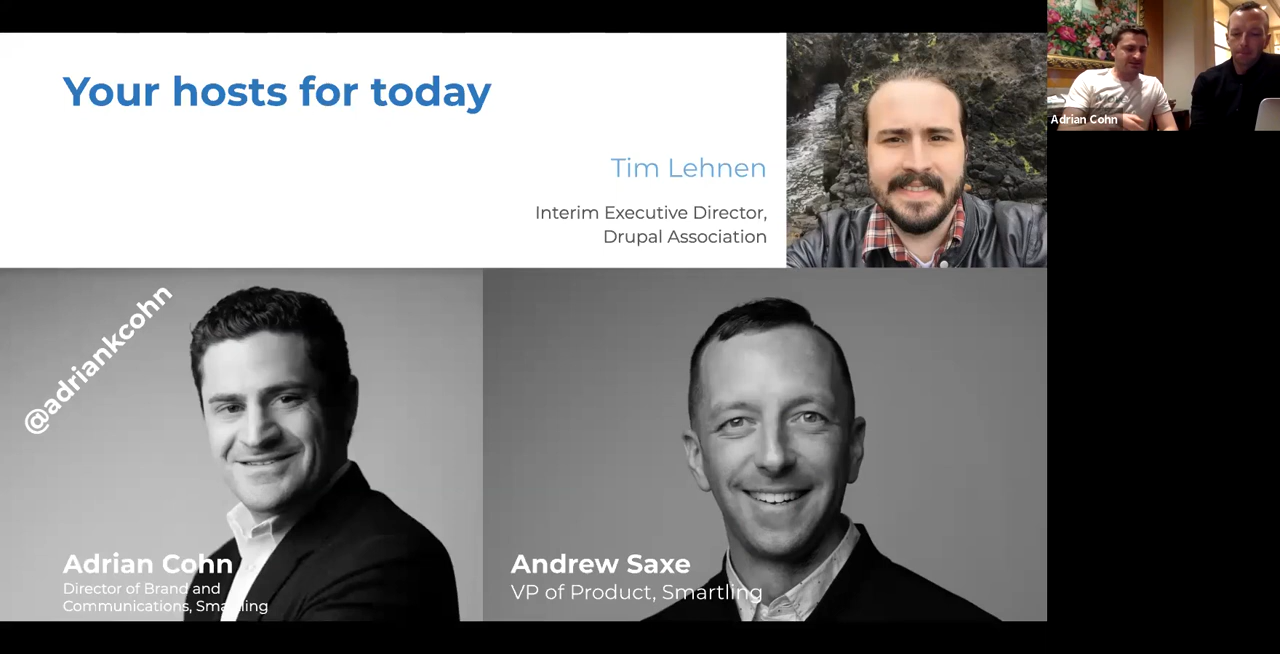 Your hosts for today
Tim Lehnen
Interim Executive Director,
Drupal Association
@adriankcohn
Adrian Cohn
Director of Brand and
Communications, Smartling
Andrew Saxe
VP of Product, Smartling
Adrian Cohn